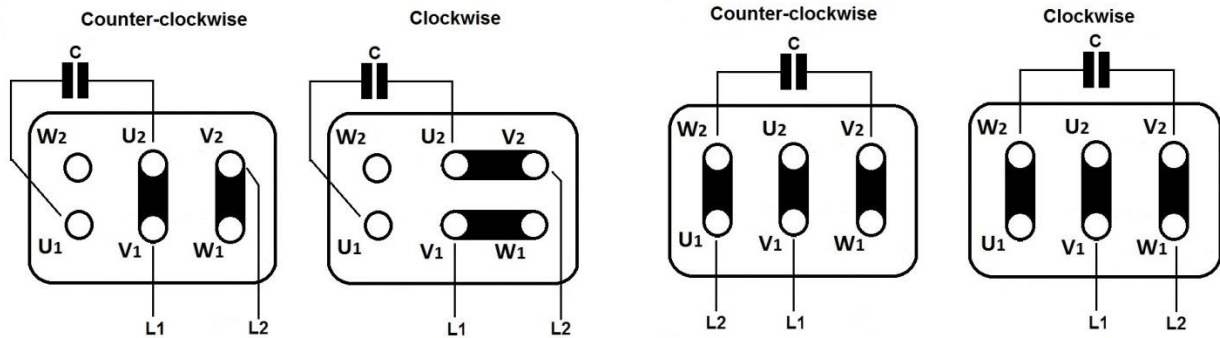 Counter-clockwise
C
W2 U2 V2
U1 V1 W1
L1 L2
Clockwise
C
W2 U2 V2
U1 V1 W1
L1 L2
Counter-clockwise
C
W2 U2 V2
U1 V1 W1
L2 L1
Clockwise
C
W2 U2 V2
U1 V1 W1
L1 L2